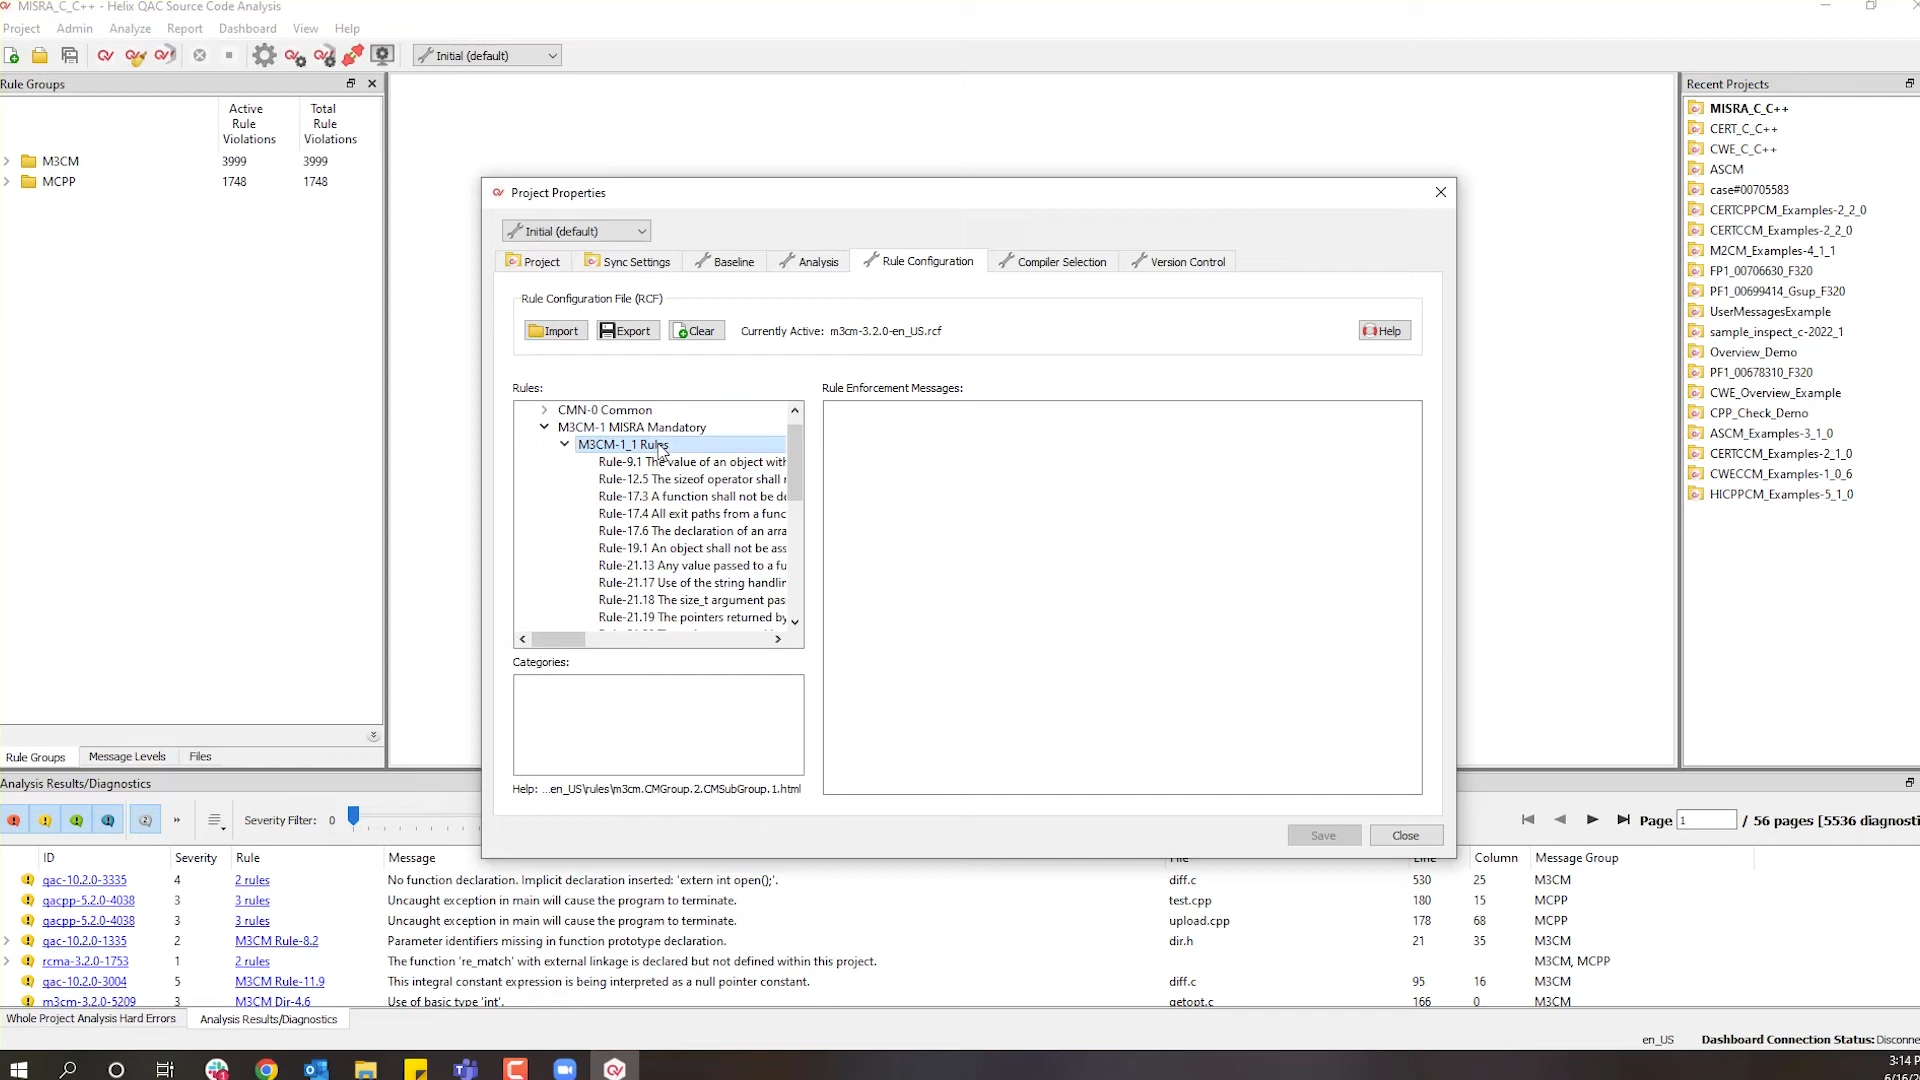 MISRA_C_C++ - Helix QAC Source Code Analysis
Project Admin Analyze Report Dashboard View Help
Initial (default)
Rule Groups
Active Rule Violations
Total Rule Violations
M3CM 3999 3999
MCPP 1748 1748
Rule Groups Message Levels Files
Project Properties
Initial (default)
Project Sync Settings Baseline Analysis Rule Configuration Compiler Selection Version Control
Rule Configuration File (RCF)
Import Export Clear Currently Active: m3cm-3.2.0-en_US.rcf Help
Rules:
CMN-0 Common
M3CM-1 MISRA Mandatory
M3CM-1_1 Rules
Rule-9.1 The value of an object with
Rule-12.5 The sizeof operator shall
Rule-17.3 A function shall not be de
Rule-17.4 All exit paths from a func
Rule-17.6 The declaration of an arra
Rule-19.1 An object shall not be ass
Rule-21.13 Any value passed to a fu
Rule-21.17 Use of the string handlin
Rule-21.18 The size_t argument pas
Rule-21.19 The pointers returned by
Rule Enforcement Messages:
Categories:
Help: ...en_US\rules\m3cm.CMGroup.2.CMSubGroup.1.html
Save Close
Recent Projects
MISRA_C_C++
CERT_C_C++
CWE_C_C++
ASCM
case#00705583
CERTCPPCM_Examples-2_2_0
CERTCCM_Examples-2_2_0
M2CM_Examples-4_1_1
FP1_00706630_F320
PF1_00699414_Gsup_F320
UserMessagesExample
sample_inspect_c-2022_1
Overview_Demo
PF1_00678310_F320
CWE_Overview_Example
CPP_Check_Demo
ASCM_Examples-3_1_0
CERTCCM_Examples-2_1_0
CWECCM_Examples-1_0_6
HICPPCM_Examples-5_1_0
Analysis Results/Diagnostics
Severity Filter: 0
Page 1 / 56 pages [5536 diagnosti
ID Severity Rule Message File Line Column Message Group
qac-10.2.0-3335 4 2 rules No function declaration. Implicit declaration inserted: 'extern int open();'. diff.c 530 25 M3CM
qacpp-5.2.0-4038 3 3 rules Uncaught exception in main will cause the program to terminate. test.cpp 180 15 MCPP
qacpp-5.2.0-4038 3 3 rules Uncaught exception in main will cause the program to terminate. upload.cpp 178 68 MCPP
qac-10.2.0-1335 2 M3CM Rule-8.2 Parameter identifiers missing in function prototype declaration. dir.h 21 35 M3CM
rcma-3.2.0-1753 1 2 rules The function 're_match' with external linkage is declared but not defined within this project. M3CM, MCPP
qac-10.2.0-3004 5 M3CM Rule-11.9 This integral constant expression is being interpreted as a null pointer constant. diff.c 95 16 M3CM
m3cm-3.2.0-5209 3 M3CM Dir-4.6 Use of basic type 'int'. getopt.c 166 0 M3CM
Whole Project Analysis Hard Errors Analysis Results/Diagnostics
en_US Dashboard Connection Status: Disconne
3:14 P
6/16/2